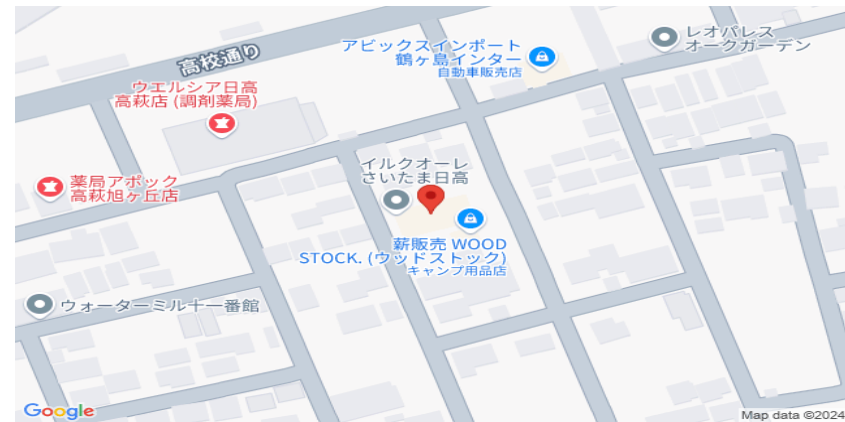 高校通り
アビックスインポート
鶴ヶ島インター
自動車販売店
レオパレス
オークガーデン
ウエルシア日高
高萩店 (調剤薬局)
薬局アポック
高萩旭ヶ丘店
イルクオーレ
さいたま日高
薪販売 WOOD
STOCK. (ウッドストック)
キャンプ用品店
ウォーターミル十一番館
Google
Map data ©2024